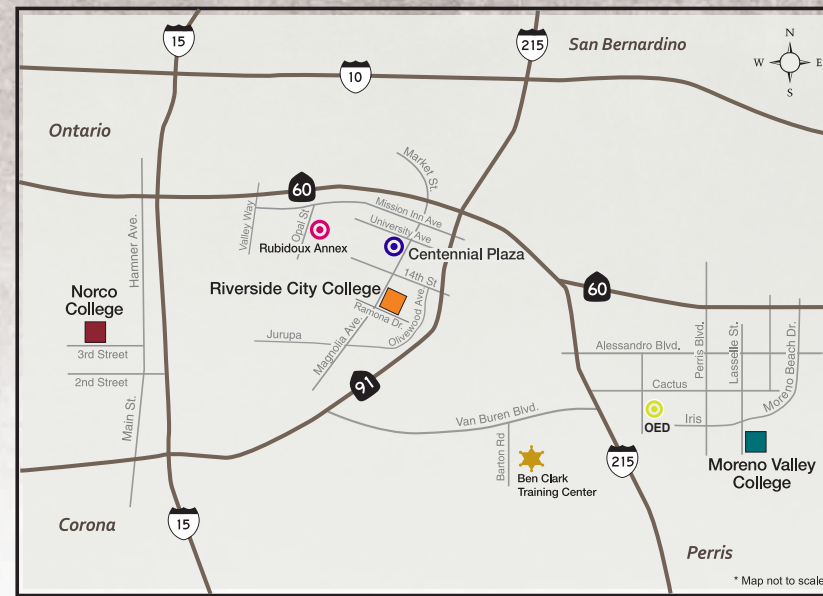 15
215
San Bernardino
N
W E
S
10
Ontario
Market St.
60
Mission Inn Ave
Valley Way
Opal St
University Ave
Hamner Ave.
Rubidoux Annex
Centennial Plaza
14th St
Riverside City College
60
Norco
College
Ramona Dr.
Olivewood Ave
Perris Blvd.
Lasselle St.
Moreno Beach Dr.
Jurupa
Magnolia Ave.
3rd Street
Alessandro Blvd.
2nd Street
91
Cactus
Main St.
Van Buren Blvd.
Iris
OED
Barton Rd
215
Moreno Valley
College
Ben Clark
Training Center
Corona
15
Perris
* Map not to scale